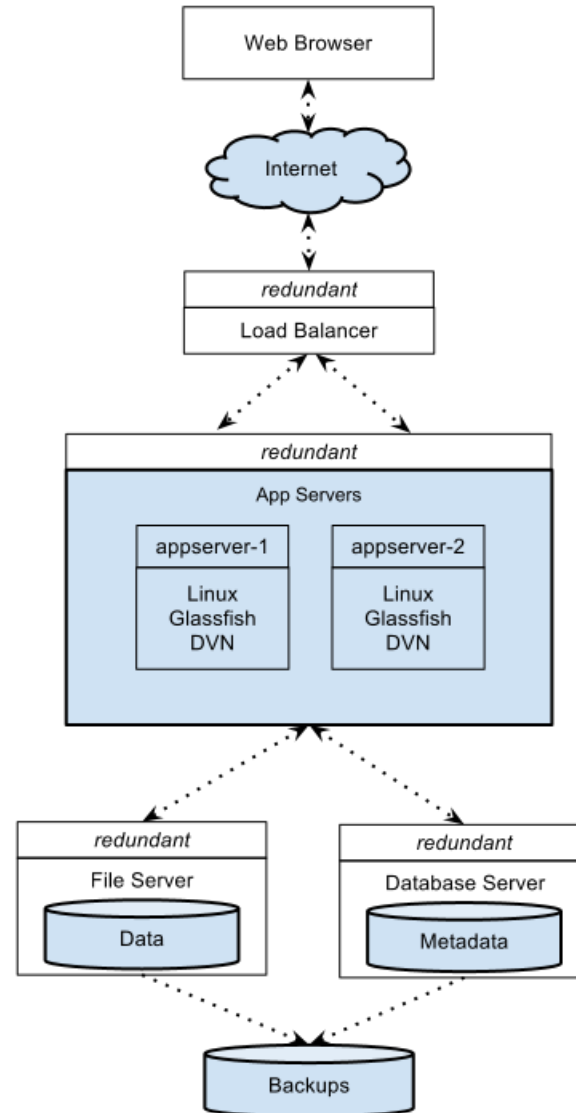 Web Browser
Internet
redundant
Load Balancer
redundant
App Servers
appserver-1
Linux
Glassfish
DVN
appserver-2
Linux
Glassfish
DVN
redundant
File Server
Data
redundant
Database Server
Metadata
Backups